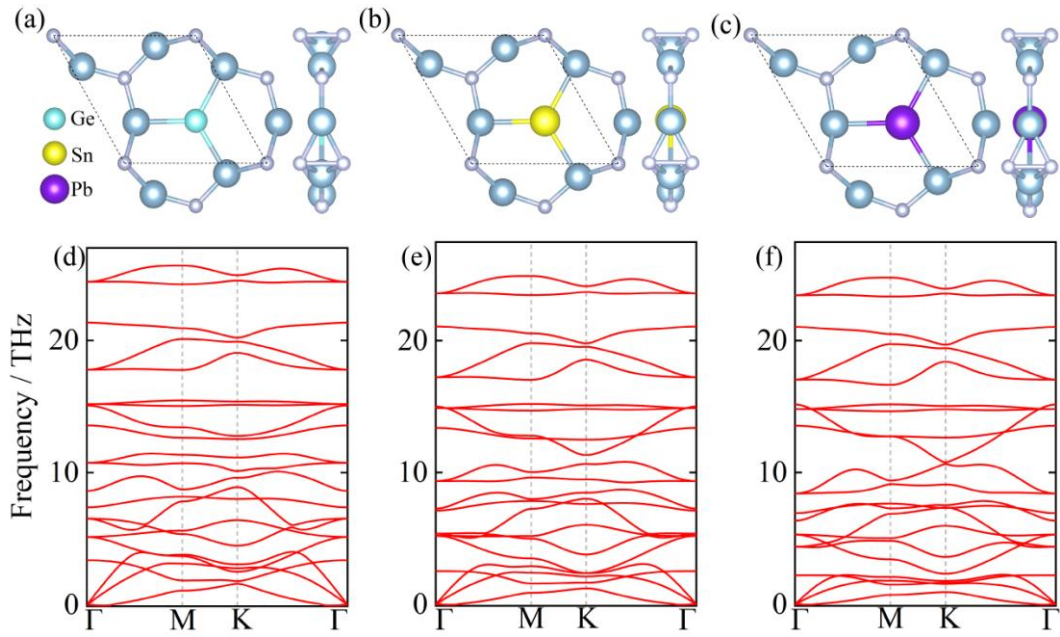 (a) (b) (c)
Ge
Sn
Pb
(d) (e) (f)
Frequency / THz
20 20 20
10 10 10
0 0 0
Γ M K Γ Γ M K Γ Γ M K Γ